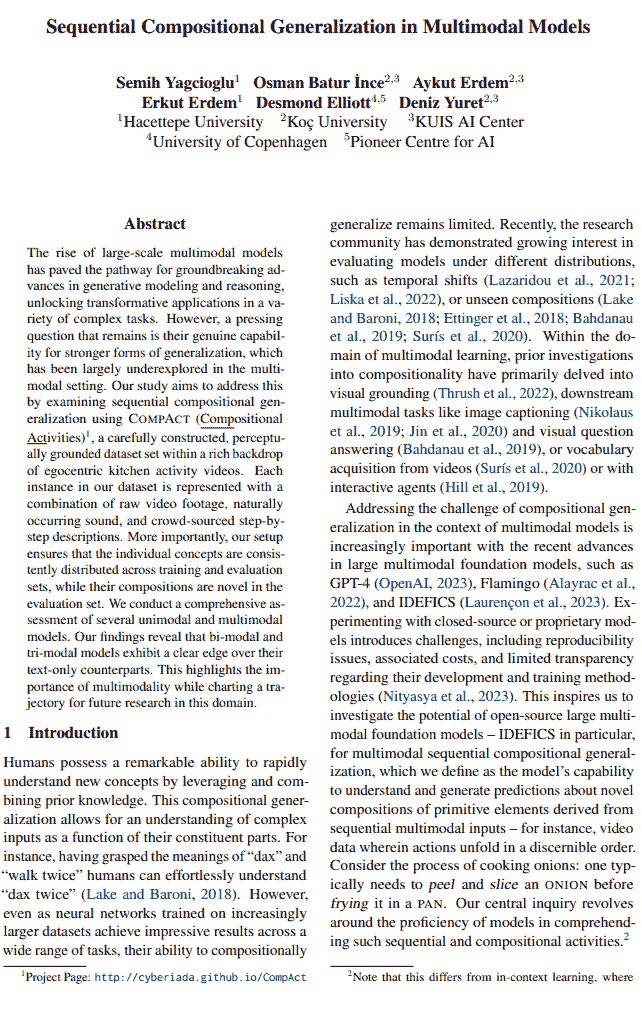 Sequential Compositional Generalization in Multimodal Models
Semih Yagcioglu1 Osman Batur İnce2,3 Aykut Erdem2,3
Erkut Erdem1 Desmond Elliott4,5 Deniz Yuret2,3
1Hacettepe University 2Koç University 3KUIS AI Center
4University of Copenhagen 5Pioneer Centre for AI
Abstract
The rise of large-scale multimodal models
has paved the pathway for groundbreaking ad-
vances in generative modeling and reasoning,
unlocking transformative applications in a va-
riety of complex tasks. However, a pressing
question that remains is their genuine capability
for stronger forms of generalization, which
has been largely underexplored in the multi-
modal setting. Our study aims to address this
by examining sequential compositional gen-
eralization using COMPACT (Compositional
Activities)1, a carefully constructed, perceptu-
ally grounded dataset set within a rich backdrop
of egocentric kitchen activity videos. Each
instance in our dataset is represented with a
combination of raw video footage, naturally
occurring sound, and crowd-sourced step-by-
step descriptions. More importantly, our setup
ensures that the individual concepts are consis-
tently distributed across training and evaluation
sets, while their compositions are novel in the
evaluation set. We conduct a comprehensive as-
sessment of several unimodal and multimodal
models. Our findings reveal that bi-modal and
tri-modal models exhibit a clear edge over their
text-only counterparts. This highlights the im-
portance of multimodality while charting a tra-
jectory for future research in this domain.
1 Introduction
Humans possess a remarkable ability to rapidly
understand new concepts by leveraging and com-
bining prior knowledge. This compositional gener-
alization allows for an understanding of complex
inputs as a function of their constituent parts. For
instance, having grasped the meanings of “dax” and
“walk twice” humans can effortlessly understand
“dax twice” (Lake and Baroni, 2018). However,
even as neural networks trained on increasingly
larger datasets achieve impressive results across a
wide range of tasks, their ability to compositionally
1Project Page: http://cyberiada.github.io/CompAct
generalize remains limited. Recently, the research
community has demonstrated growing interest in
evaluating models under different distributions,
such as temporal shifts (Lazaridou et al., 2021;
Liska et al., 2022), or unseen compositions (Lake
and Baroni, 2018; Ettinger et al., 2018; Bahdanau
et al., 2019; Surís et al., 2020). Within the do-
main of multimodal learning, prior investigations
into compositionality have primarily delved into
visual grounding (Thrush et al., 2022), downstream
multimodal tasks like image captioning (Nikolaus
et al., 2019; Jin et al., 2020) and visual question
answering (Bahdanau et al., 2019), or vocabulary
acquisition from videos (Surís et al., 2020) or with
interactive agents (Hill et al., 2019).
Addressing the challenge of compositional gen-
eralization in the context of multimodal models is
increasingly important with the recent advances
in large multimodal foundation models, such as
GPT-4 (OpenAI, 2023), Flamingo (Alayrac et al.,
2022), and IDEFICS (Laurençon et al., 2023). Ex-
perimenting with closed-source or proprietary mod-
els introduces challenges, including reproducibility
issues, associated costs, and limited transparency
regarding their development and training method-
ologies (Nityasya et al., 2023). This inspires us to
investigate the potential of open-source large multi-
modal foundation models – IDEFICS in particular,
for multimodal sequential compositional general-
ization, which we define as the model’s capability
to understand and generate predictions about novel
compositions of primitive elements derived from
sequential multimodal inputs – for instance, video
data wherein actions unfold in a discernible order.
Consider the process of cooking onions: one typ-
ically needs to peel and slice an ONION before
frying it in a PAN. Our central inquiry revolves
around the proficiency of models in comprehend-
ing such sequential and compositional activities.2
2Note that this differs from in-context learning, where